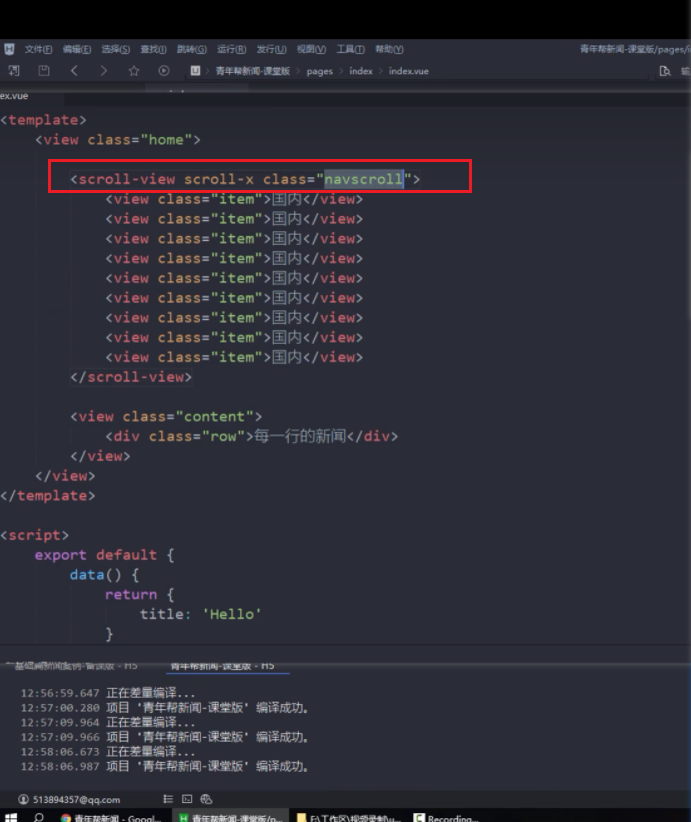 文件(F) 编辑(E) 选择(S) 查找(I) 跳转(G) 运行(R) 发行(U) 视图(V) 工具(T) 帮助(Y) 青年帮新闻-课堂版/pages/i
青年帮新闻-课堂版 > pages > index > index.vue
ex.vue
<template>
<view class="home">
<scroll-view scroll-x class="navscroll">
<view class="item">国内</view>
<view class="item">国内</view>
<view class="item">国内</view>
<view class="item">国内</view>
<view class="item">国内</view>
<view class="item">国内</view>
<view class="item">国内</view>
<view class="item">国内</view>
<view class="item">国内</view>
</scroll-view>
<view class="content">
<div class="row">每一行的新闻</div>
</view>
</view>
</template>
<script>
export default {
data() {
return {
title: 'Hello'
}
青年帮新闻-课堂版 - H5
12:56:59.647 正在差量编译...
12:57:00.280 项目 '青年帮新闻-课堂版' 编译成功。
12:57:09.964 正在差量编译...
12:57:09.966 项目 '青年帮新闻-课堂版' 编译成功。
12:58:06.673 正在差量编译...
12:58:06.987 项目 '青年帮新闻-课堂版' 编译成功。
513894357@qq.com
青年帮新闻 - Googl... 青年帮新闻-课堂版/p... F:\工作区\视频录制\u... Recording...